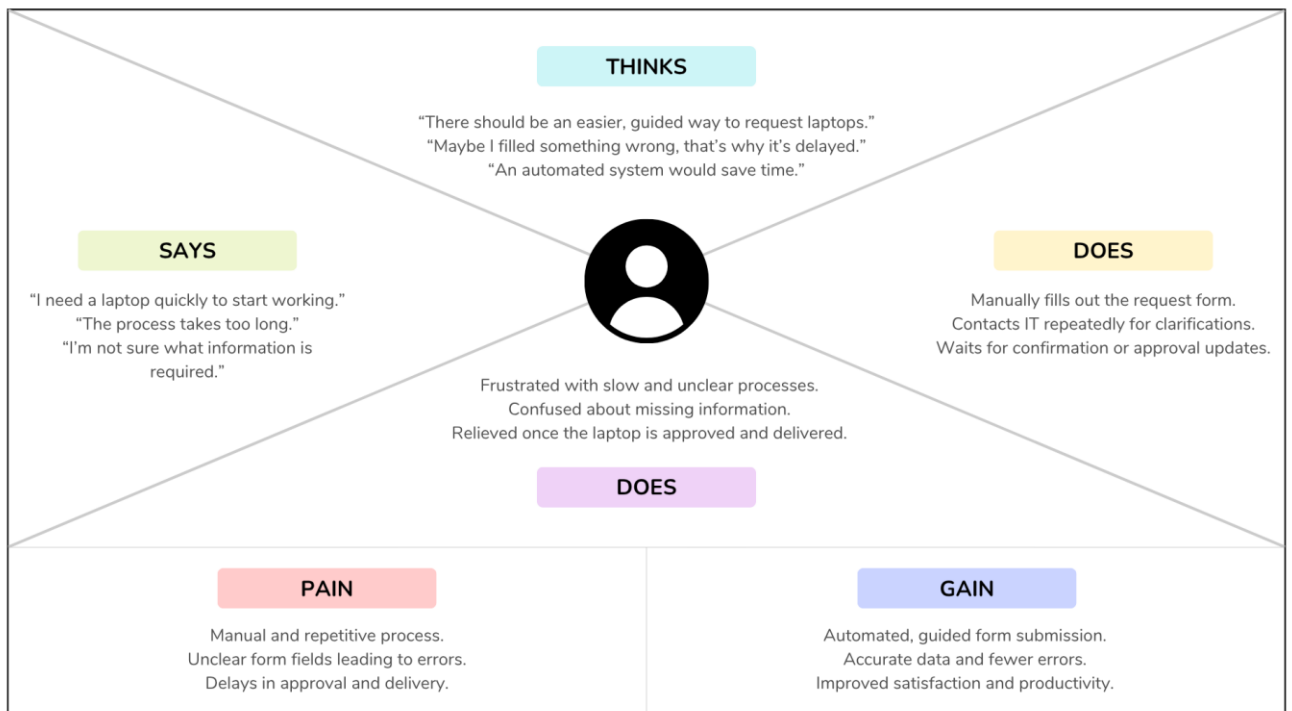 THINKS
“There should be an easier, guided way to request laptops.”
“Maybe I filled something wrong, that’s why it’s delayed.”
“An automated system would save time.”
SAYS
“I need a laptop quickly to start working.”
“The process takes too long.”
“I’m not sure what information is
required.”
DOES
Manually fills out the request form.
Contacts IT repeatedly for clarifications.
Waits for confirmation or approval updates.
Frustrated with slow and unclear processes.
Confused about missing information.
Relieved once the laptop is approved and delivered.
DOES
PAIN
Manual and repetitive process.
Unclear form fields leading to errors.
Delays in approval and delivery.
GAIN
Automated, guided form submission.
Accurate data and fewer errors.
Improved satisfaction and productivity.